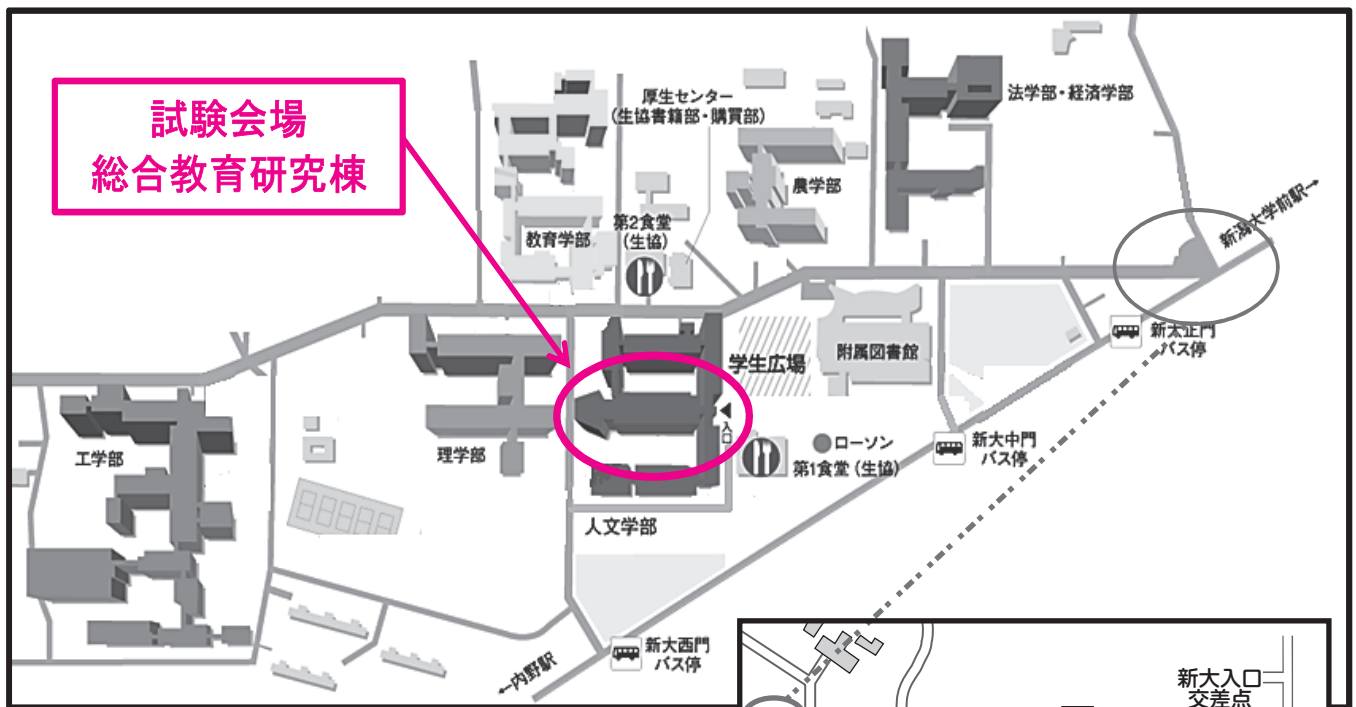 試験会場
総合教育研究棟
厚生センター
(生協書籍部・購買部)
法学部・経済学部
農学部
第2食堂
(生協)
教育学部
新潟大学前駅→
新大正門
バス停
学生広場
附属図書館
入口
ローソン
第1食堂(生協)
新大中門
バス停
工学部
理学部
人文学部
新大西門
バス停
←内野駅
新大入口
交差点